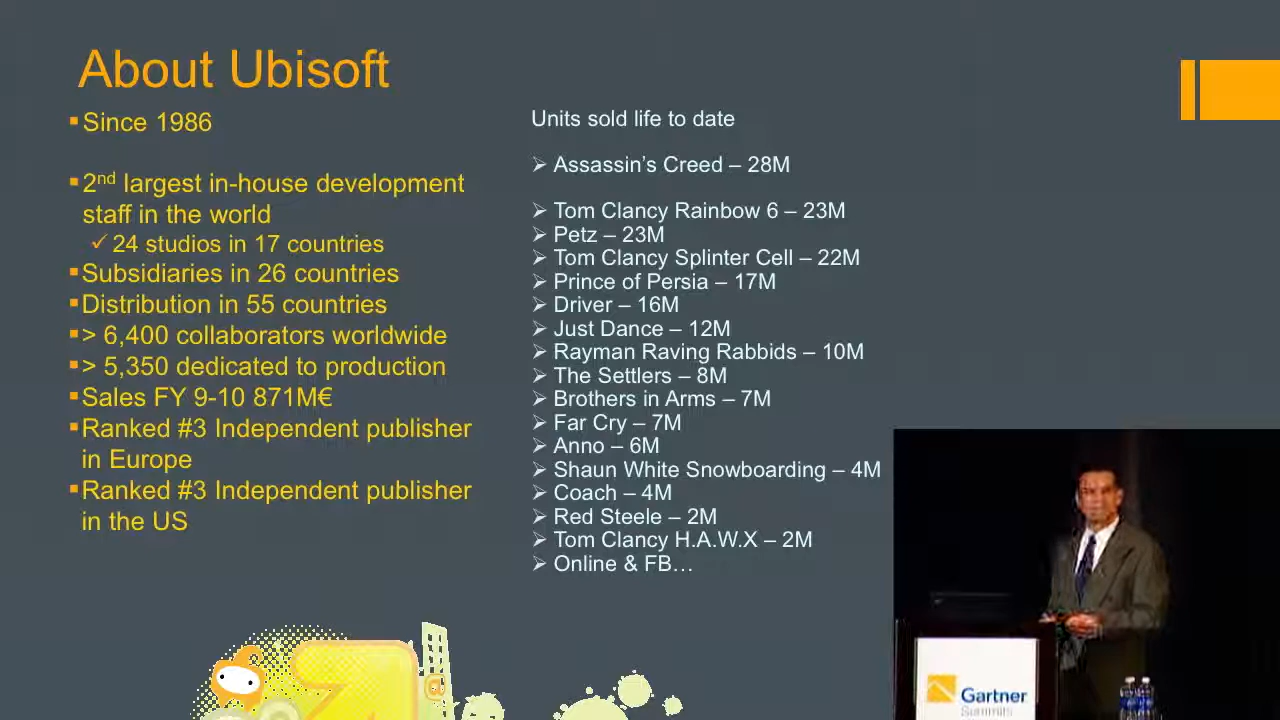 About Ubisoft
▪Since 1986
▪2nd largest in-house development
staff in the world
✓24 studios in 17 countries
▪Subsidiaries in 26 countries
▪Distribution in 55 countries
▪> 6,400 collaborators worldwide
▪> 5,350 dedicated to production
▪Sales FY 9-10 871M€
▪Ranked #3 Independent publisher
in Europe
▪Ranked #3 Independent publisher
in the US
Units sold life to date
➢ Assassin’s Creed – 28M
➢ Tom Clancy Rainbow 6 – 23M
➢ Petz – 23M
➢ Tom Clancy Splinter Cell – 22M
➢ Prince of Persia – 17M
➢ Driver – 16M
➢ Just Dance – 12M
➢ Rayman Raving Rabbids – 10M
➢ The Settlers – 8M
➢ Brothers in Arms – 7M
➢ Far Cry – 7M
➢ Anno – 6M
➢ Shaun White Snowboarding – 4M
➢ Coach – 4M
➢ Red Steele – 2M
➢ Tom Clancy H.A.W.X – 2M
➢ Online & FB…
Gartner
Summits